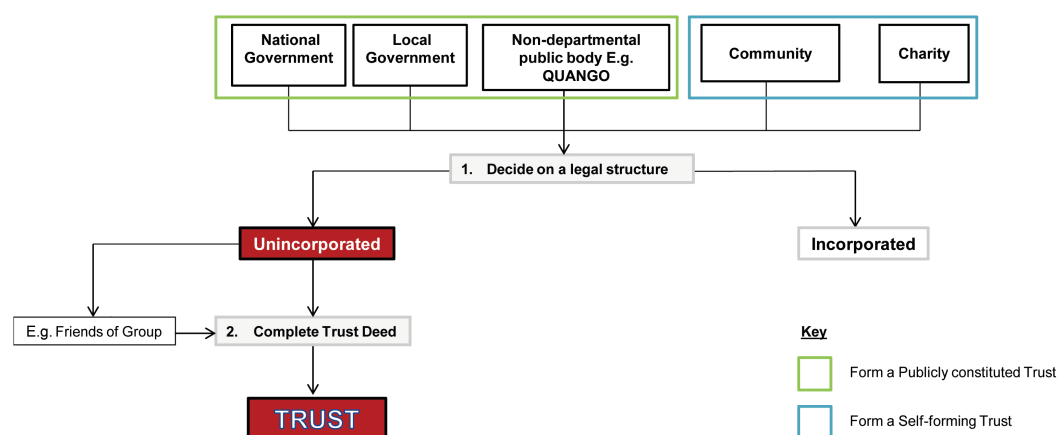 National
Government
Local
Government
Non-departmental
public body E.g.
QUANGO
Community
Charity
1. Decide on a legal structure
Unincorporated
Incorporated
E.g. Friends of Group
2. Complete Trust Deed
TRUST
Key
Form a Publicly constituted Trust
Form a Self-forming Trust